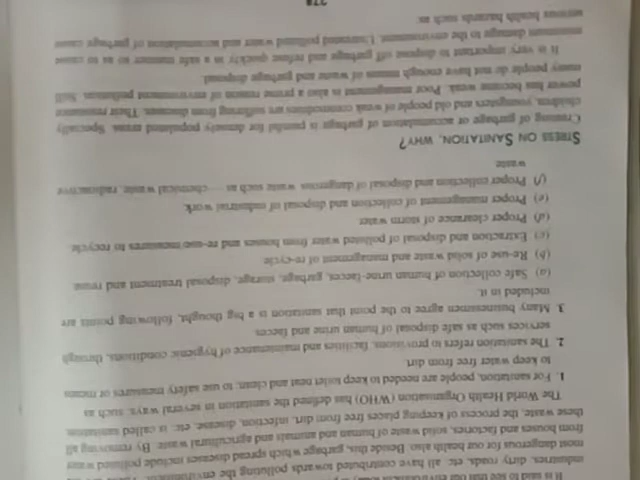 It is said to see that our environment
industries, dirty roads, etc. all have contributed towards polluting the environment.
most dangerous for our health also. Beside this, garbage which spread diseases include polluted water
from houses and factories, solid waste of human and animals and agricultural waste. By removing all
these waste, the process of keeping places free from dirt, infection, disease, etc. is called sanitation.
The World Health Organisation (WHO) has defined the sanitation in several ways, such as
1. For sanitation, people are needed to keep toilet neat and clean, to use safety measures or means
to keep water free from dirt.
2. The sanitation refers to provisions, facilities and maintenance of hygienic conditions, through
services such as safe disposal of human urine and faeces.
3. Many businessmen agree to the point that sanitation is a big thought, following points are
included in it.
(a) Safe collection of human urine-faeces, garbage, storage, disposal treatment and reuse
(b) Re-use of solid waste and management of re-cycle
(c) Extraction and disposal of polluted water from houses and re-use measures to recycle.
(d) Proper clearance of storm water
(e) Proper management of collection and disposal of industrial work.
(f) Proper collection and disposal of dangerous waste such as —chemical waste, radioactive
waste
STRESS ON SANITATION, WHY?
Creating of garbage or accumulation of garbage is painful for densely populated areas. Specially
children, youngsters and old people of weak commodities are suffering from diseases. Their resistance
power has become weak. Poor management is also a prime reason of environment pollution. Still
many people do not have enough means of waste and garbage disposal.
It is very important to dispose off garbage and refuse quickly in a safe manner so as to cause
minimum damage to the environment. Untreated polluted water and accumulation of garbage cause
serious health hazards such as:
278